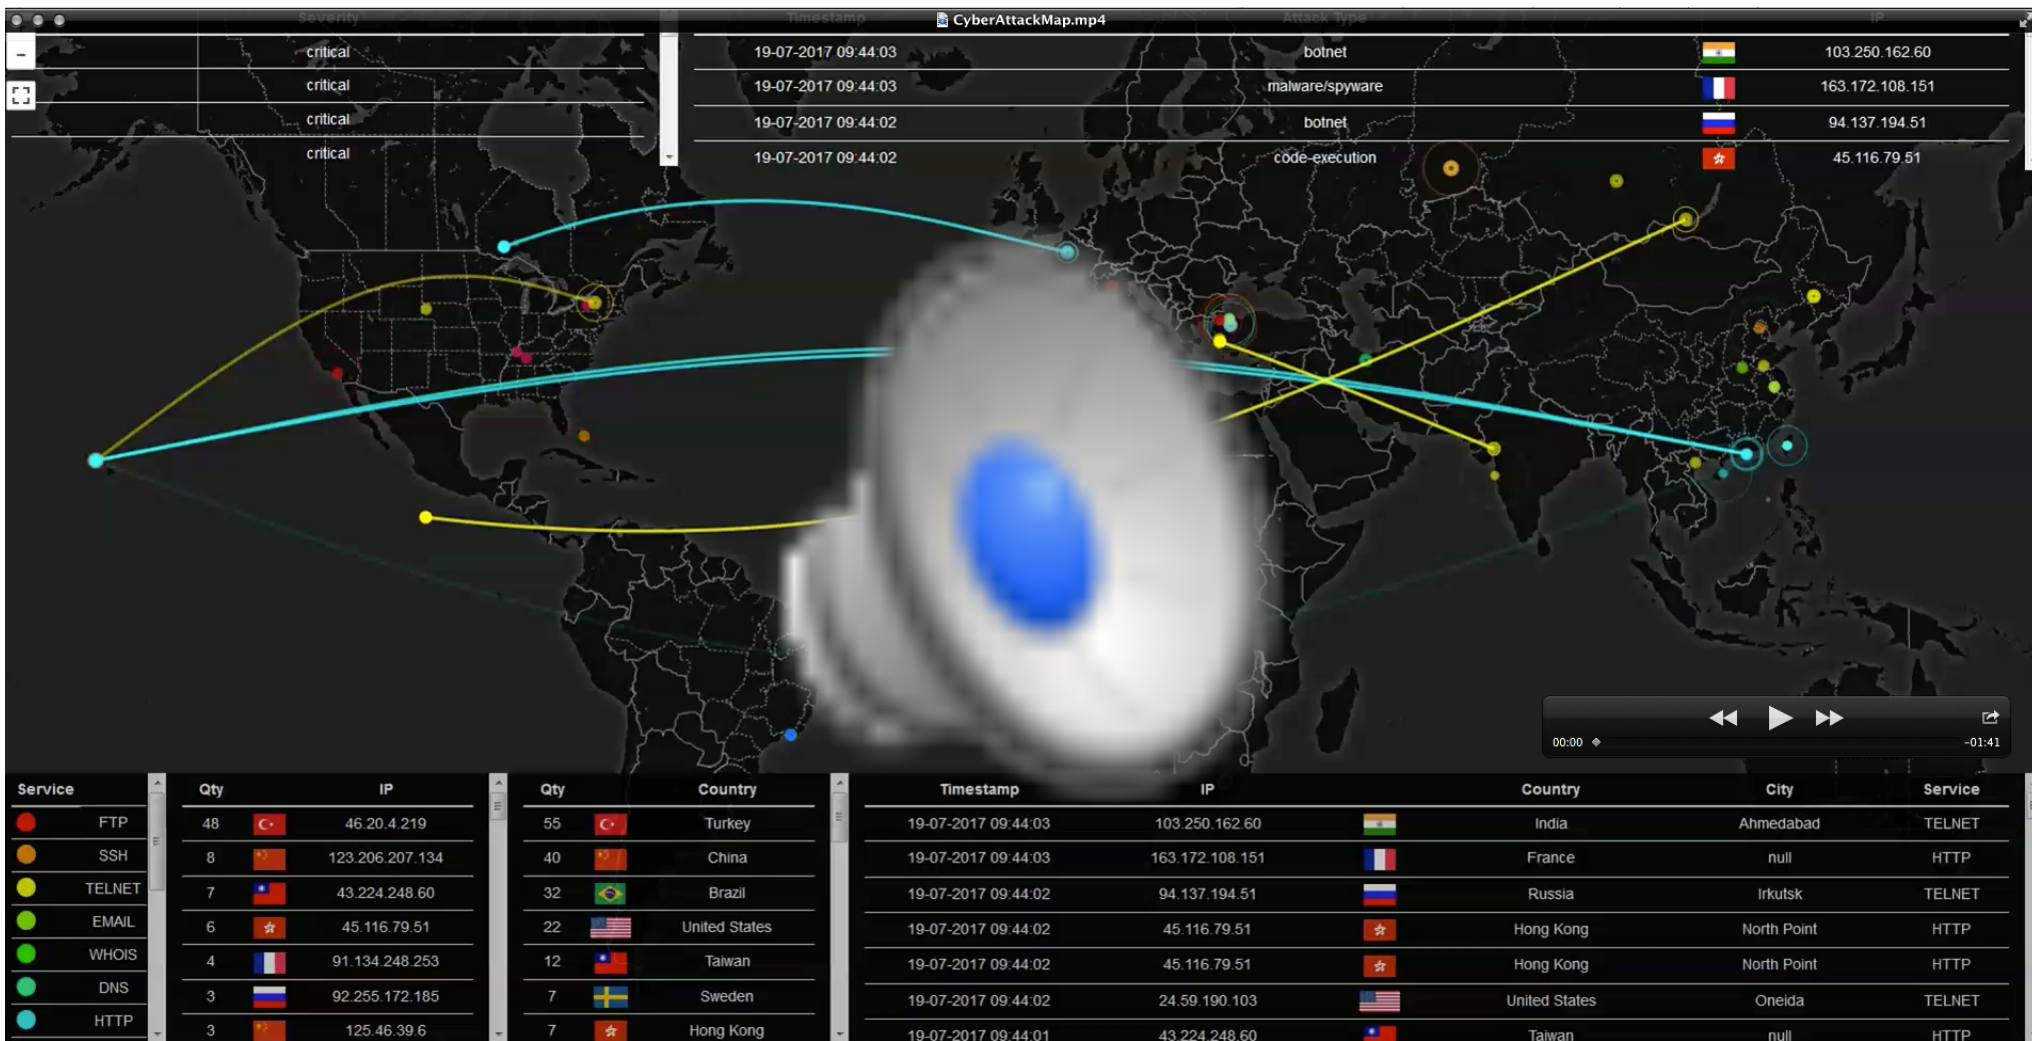 Severity Timestamp CyberAttackMap.mp4 Attack Type IP
critical 19-07-2017 09:44:03 botnet 103.250.162.60
critical 19-07-2017 09:44:03 malware/spyware 163.172.108.151
critical 19-07-2017 09:44:02 botnet 94.137.194.51
critical 19-07-2017 09:44:02 code-execution 45.116.79.51
00:00 -01:41
Service Qty IP Qty Country Timestamp IP Country City Service
FTP 48 46.20.4.219 55 Turkey 19-07-2017 09:44:03 103.250.162.60 India Ahmedabad TELNET
SSH 8 123.206.207.134 40 China 19-07-2017 09:44:03 163.172.108.151 France null HTTP
TELNET 7 43.224.248.60 32 Brazil 19-07-2017 09:44:02 94.137.194.51 Russia Irkutsk TELNET
EMAIL 6 45.116.79.51 22 United States 19-07-2017 09:44:02 45.116.79.51 Hong Kong North Point HTTP
WHOIS 4 91.134.248.253 12 Taiwan 19-07-2017 09:44:02 45.116.79.51 Hong Kong North Point HTTP
DNS 3 92.255.172.185 7 Sweden 19-07-2017 09:44:02 24.59.190.103 United States Oneida TELNET
HTTP 3 125.46.39.6 7 Hong Kong 19-07-2017 09:44:01 43.224.248.60 Taiwan null HTTP